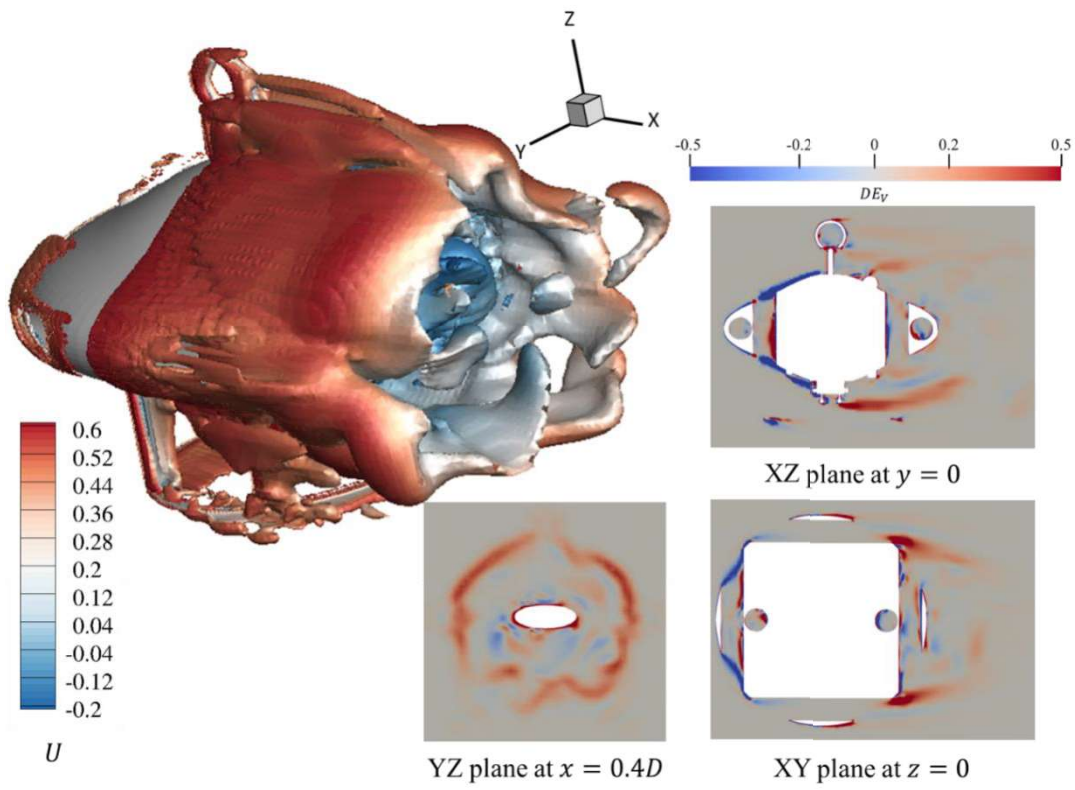 Z
X
Y
-0.5 -0.2 0 0.2 0.5
DE_V
XZ plane at y = 0
0.6
0.52
0.44
0.36
0.28
0.2
0.12
0.04
-0.04
-0.12
-0.2
U
YZ plane at x = 0.4D
XY plane at z = 0